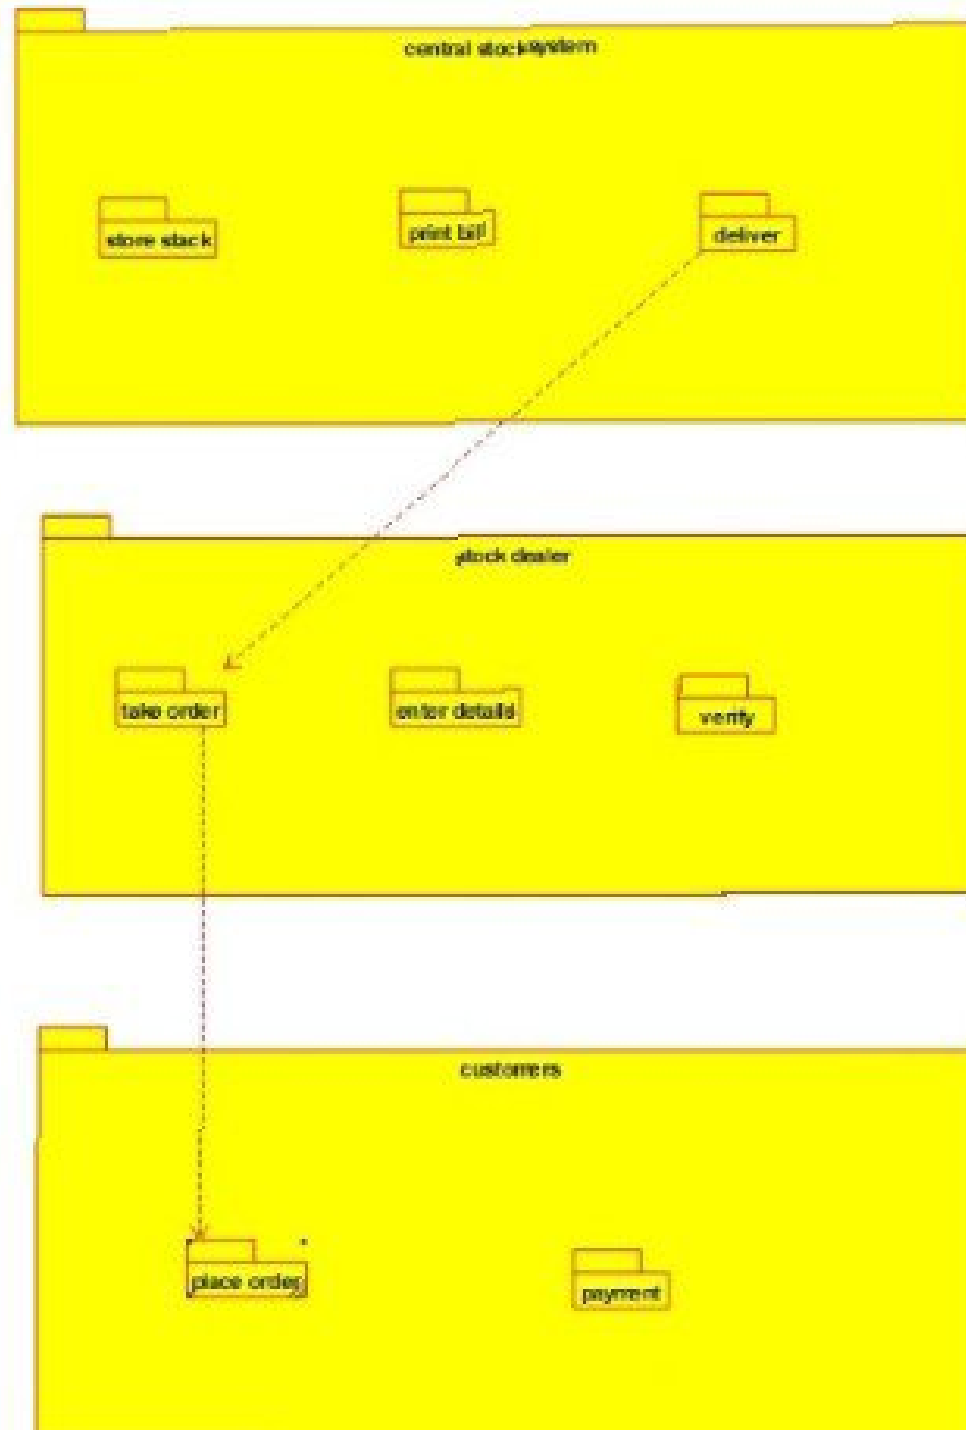 central stocksystem
store stack
print bill
deliver
stock dealer
take order
enter details
verify
customers
place order
payment